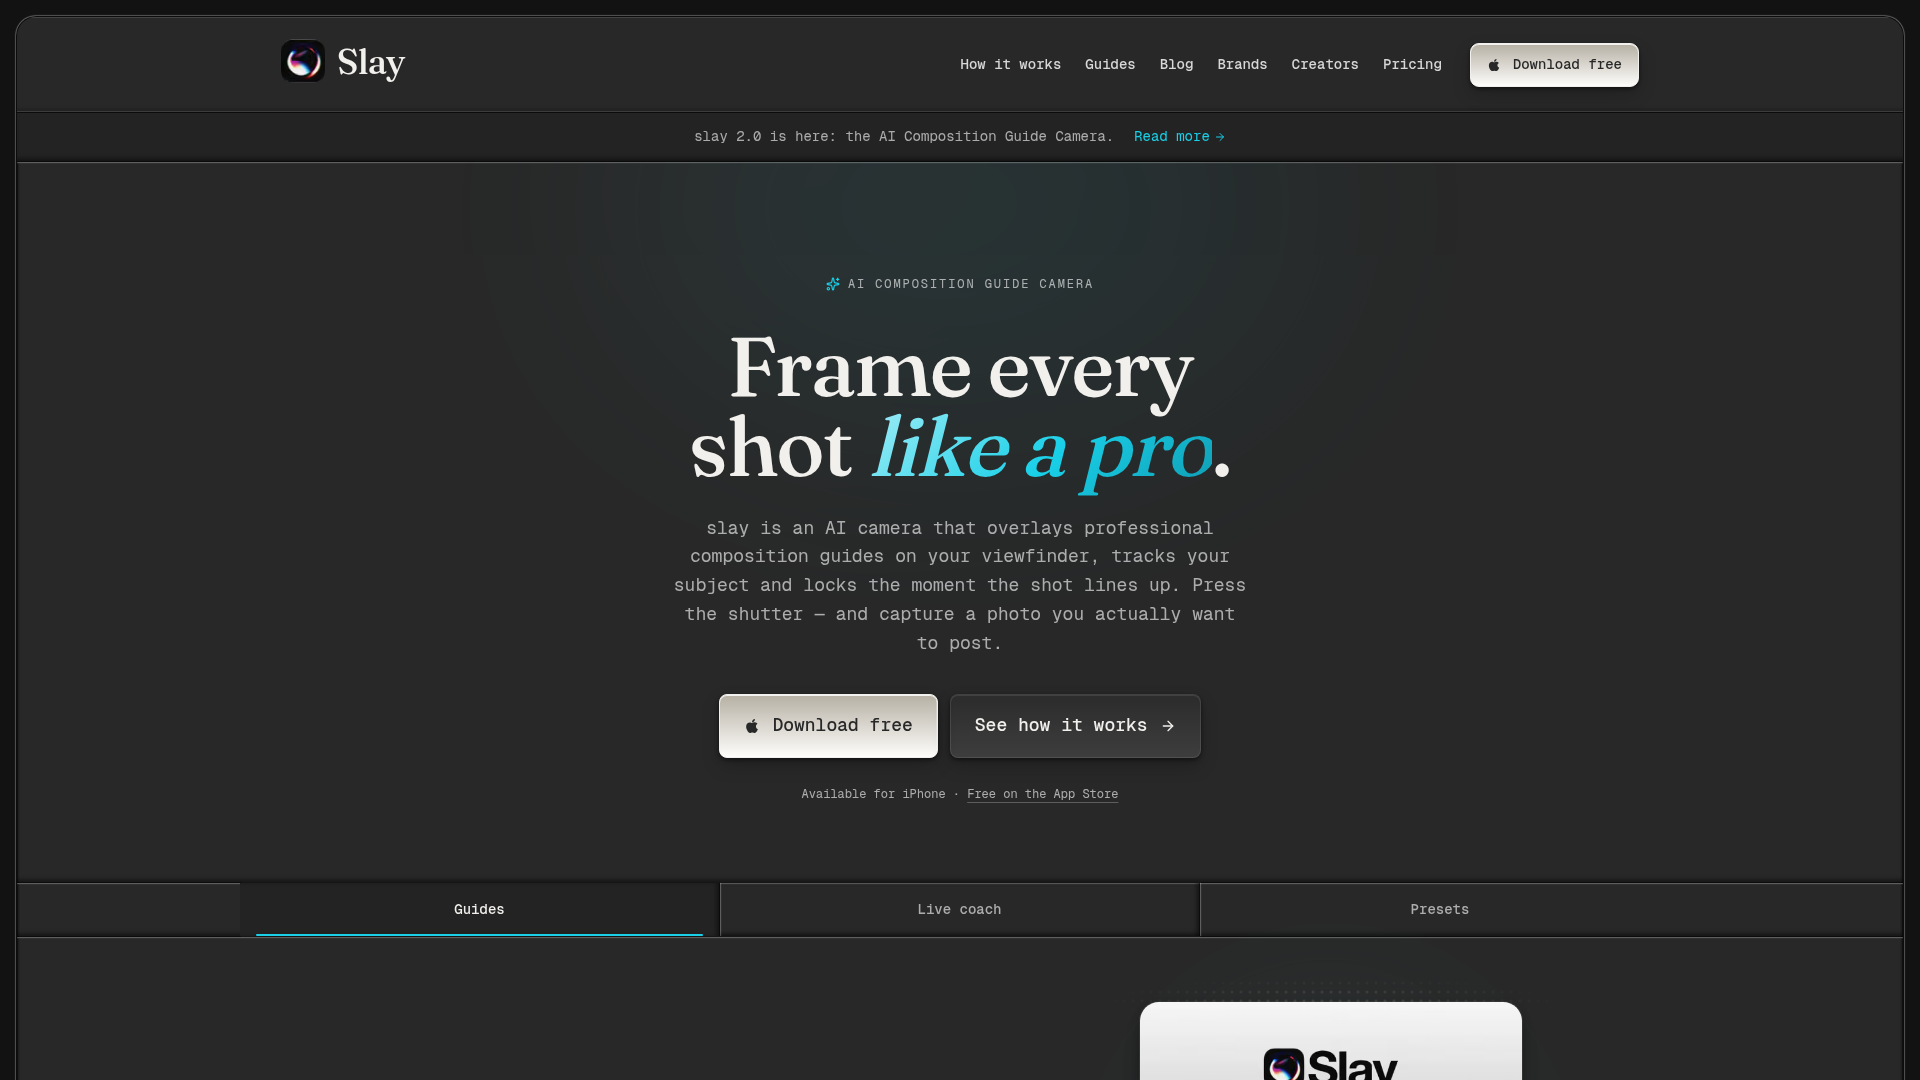 Slay
How it works
Guides
Blog
Brands
Creators
Pricing
Download free
slay 2.0 is here: the AI Composition Guide Camera. Read more →
AI COMPOSITION GUIDE CAMERA
Frame every
shot like a pro.
slay is an AI camera that overlays professional
composition guides on your viewfinder, tracks your
subject and locks the moment the shot lines up. Press
the shutter — and capture a photo you actually want
to post.
Download free
See how it works →
Available for iPhone · Free on the App Store
Guides
Live coach
Presets
Slay